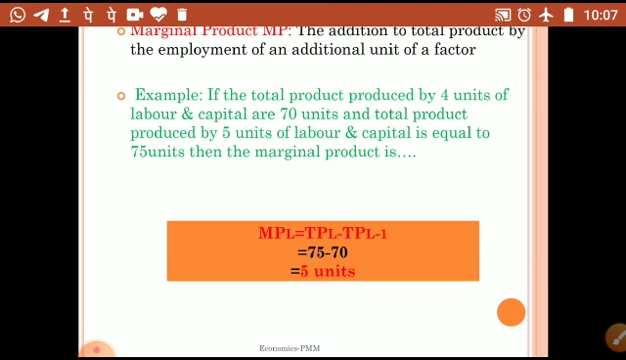 पे पे 10:07
Marginal Product MP: The addition to total product by
the employment of an additional unit of a factor
Example: If the total product produced by 4 units of
labour & capital are 70 units and total product
produced by 5 units of labour & capital is equal to
75units then the marginal product is….
MPL=TPL-TPL-1
=75-70
=5 units
Economics-PMM